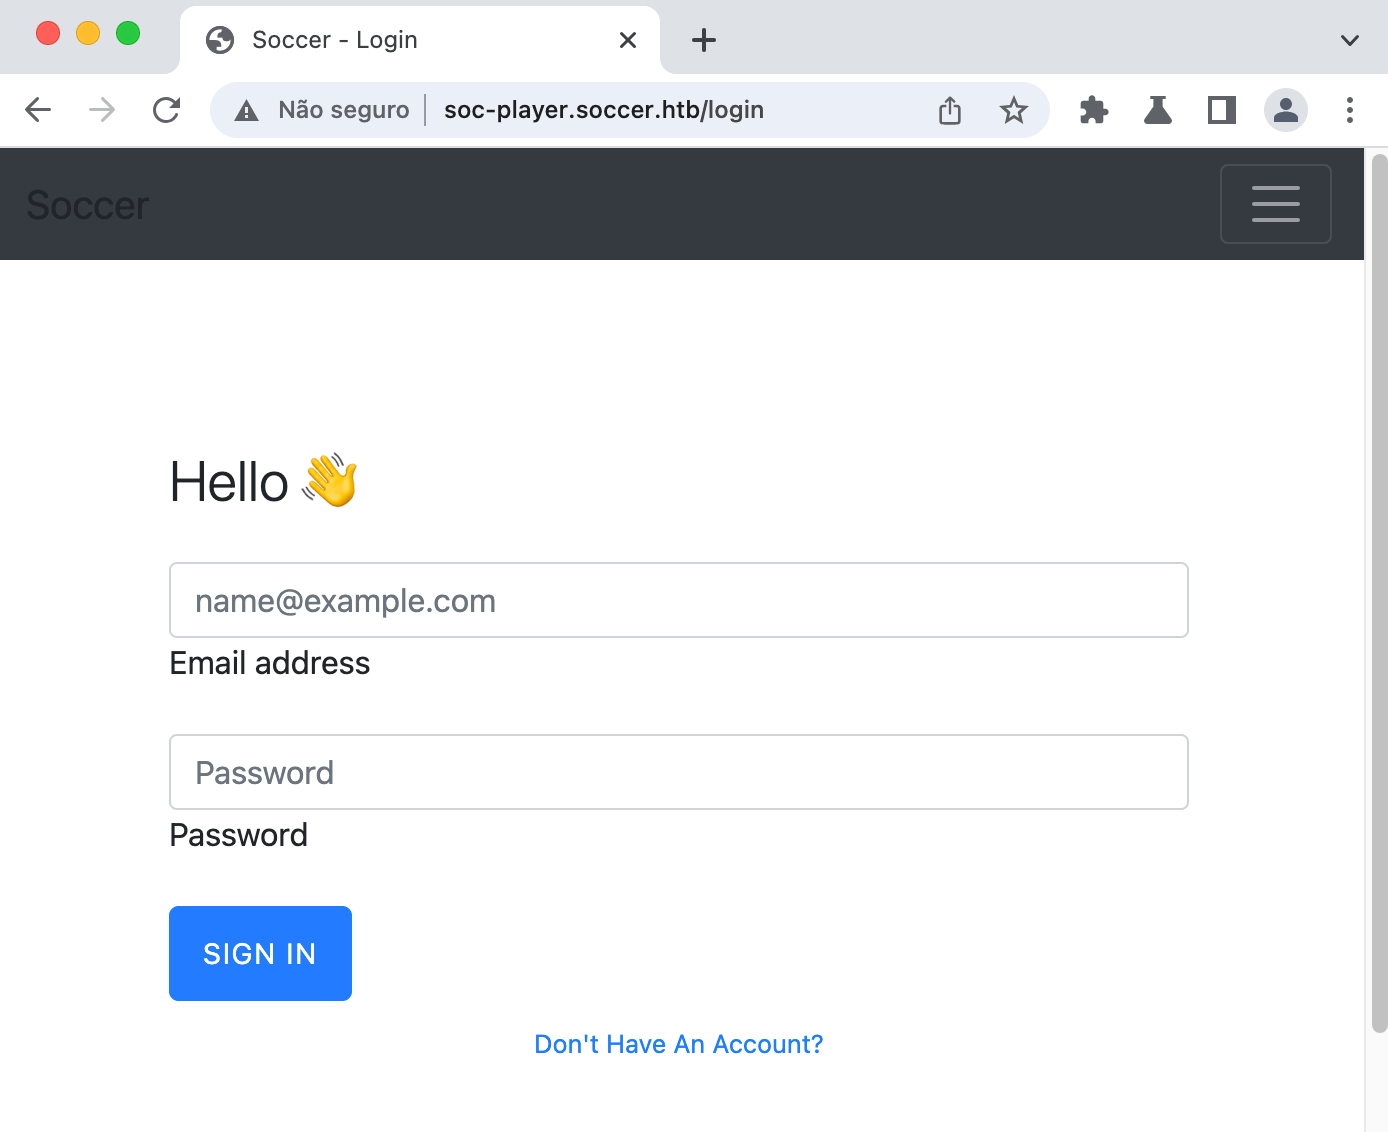 Soccer - Login
Não seguro
soc-player.soccer.htb/login
Soccer
Hello 👋
name@example.com
Email address
Password
Password
SIGN IN
Don't Have An Account?